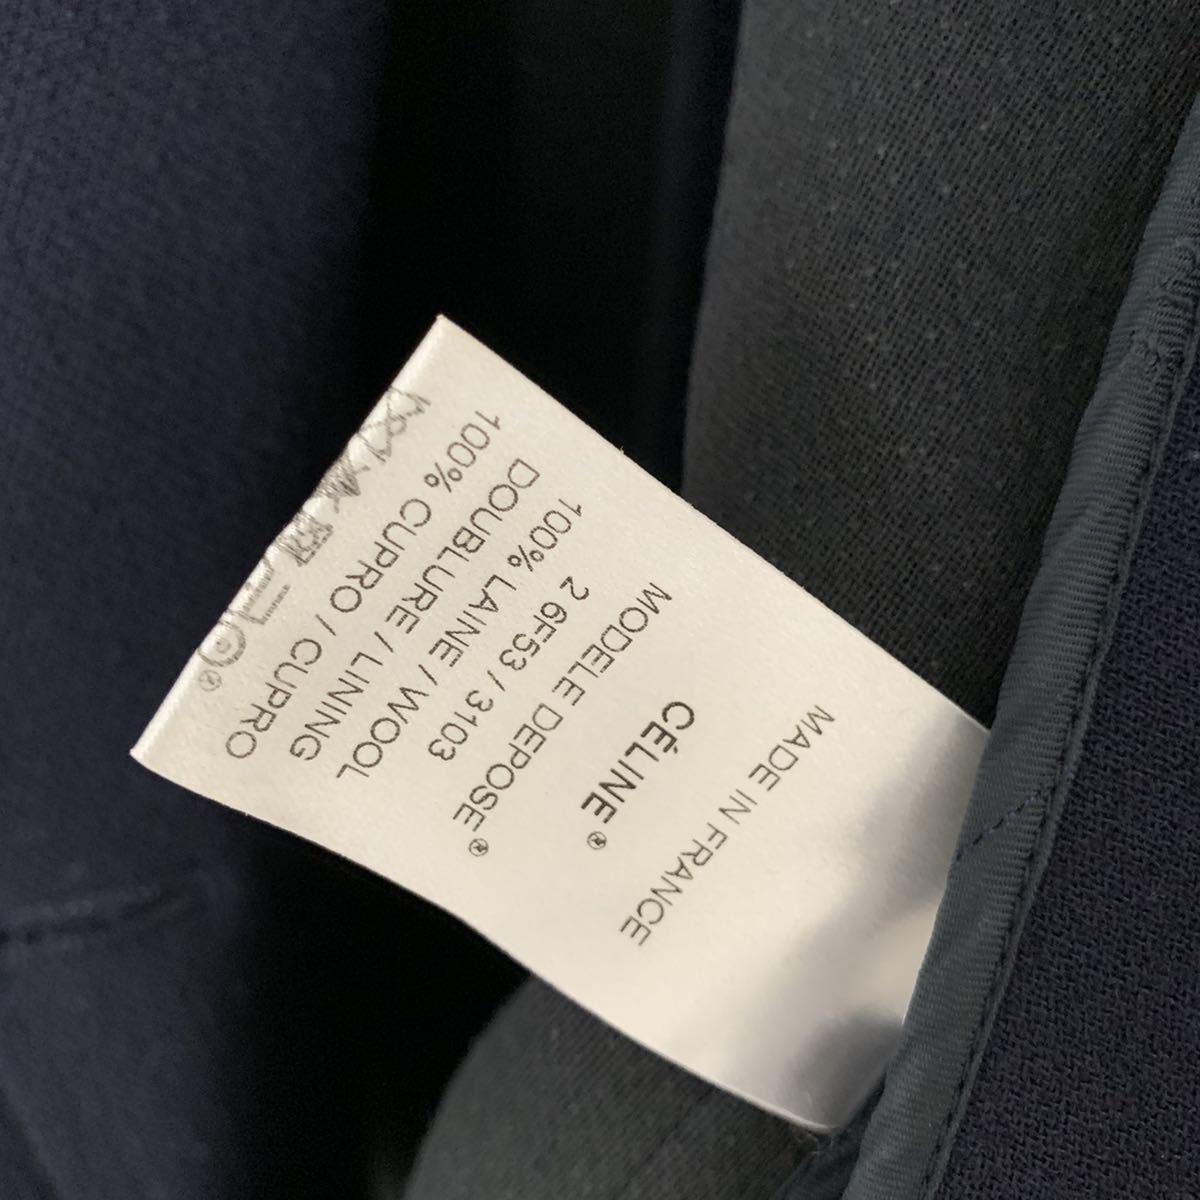 MADE IN FRANCE
CÉLINE®
MODELE DEPOSE®
2 6F53 / 3103
100% LAINE / WOOL
DOUBLURE / LINING
100% CUPRO / CUPRO